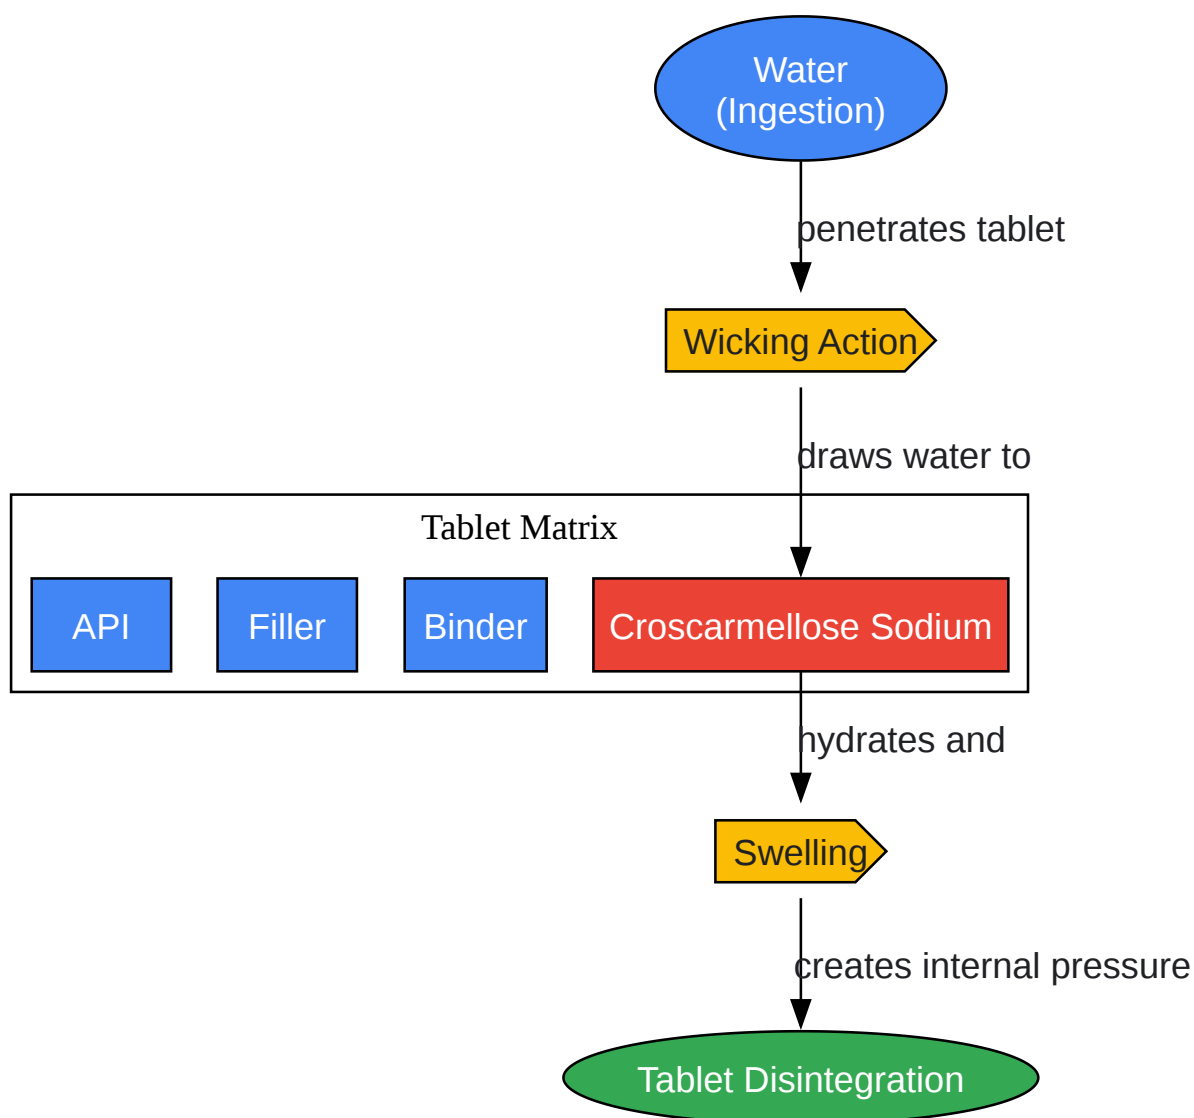 Water
(Ingestion)
penetrates tablet
Wicking Action
draws water to
Tablet Matrix
API
Filler
Binder
Croscarmellose Sodium
hydrates and
Swelling
creates internal pressure
Tablet Disintegration